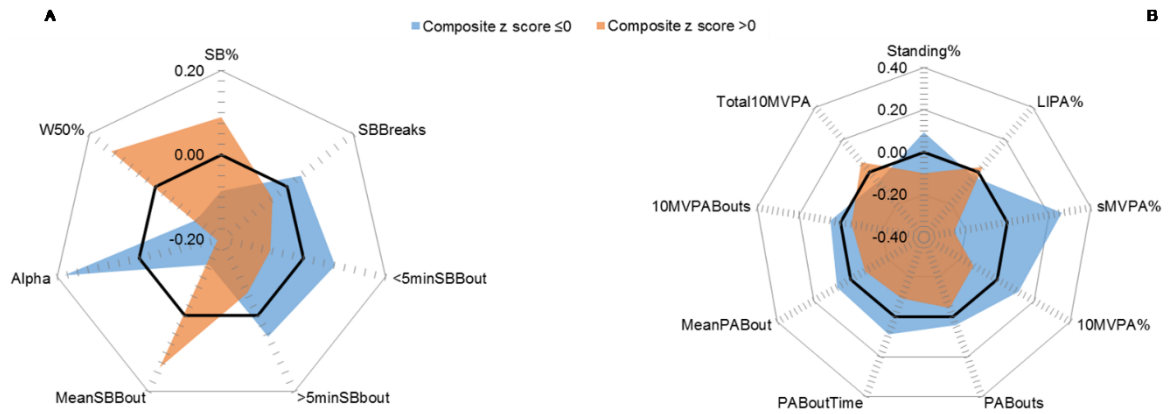 A
Composite z score ≤0
Composite z score >0
B
SB%
0.20
SBBreaks
W50%
0.00
-0.20
<5minSBBout
Alpha
>5minSBbout
MeanSBBout
Standing%
0.40
Total10MVPA
LIPA%
0.20
0.00
10MVPABouts
sMVPA%
-0.20
-0.40
MeanPABout
10MVPA%
PABoutTime
PABouts